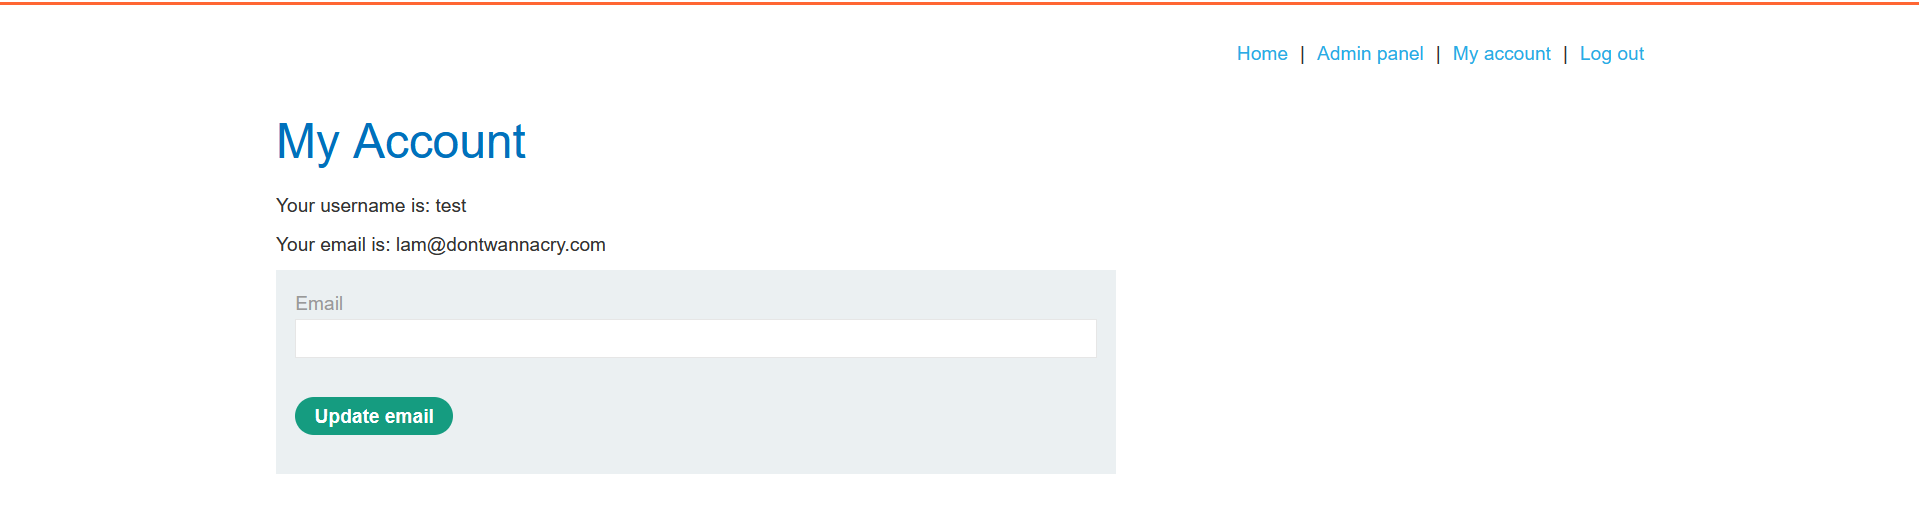 Home | Admin panel | My account | Log out
My Account
Your username is: test
Your email is: lam@dontwannacry.com
Email
Update email